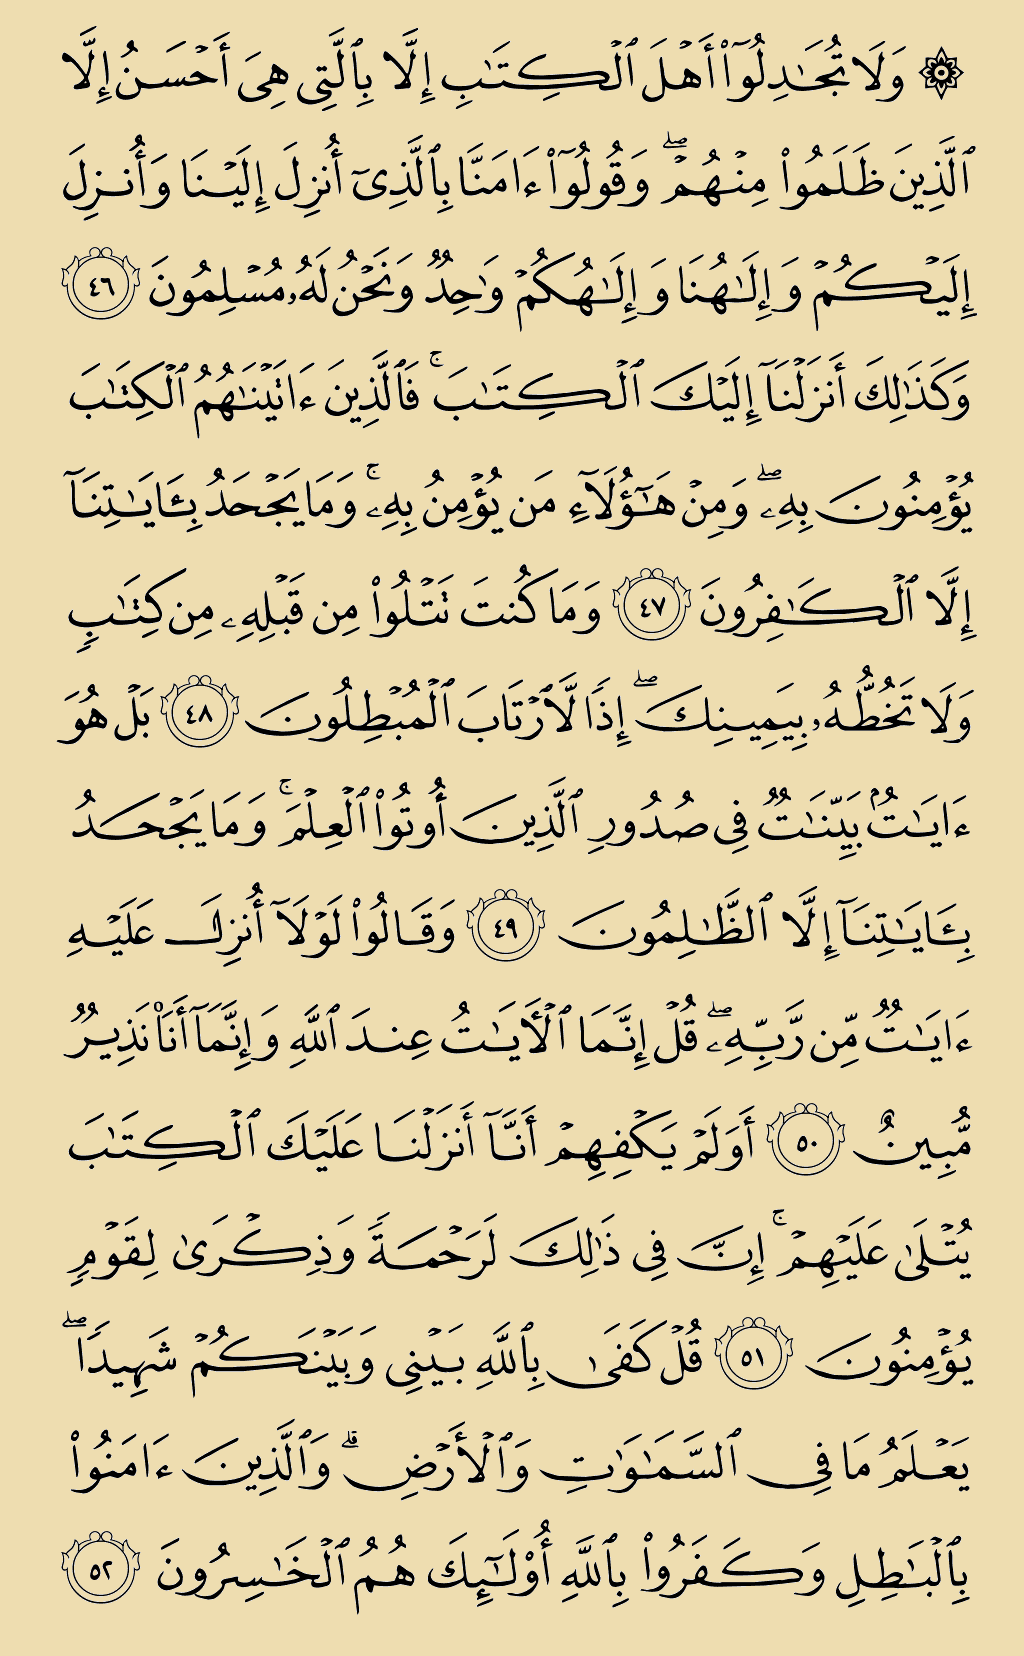 ۞ وَلَا تُجَٰدِلُوٓا۟ أَهْلَ ٱلْكِتَٰبِ إِلَّا بِٱلَّتِى هِىَ أَحْسَنُ إِلَّا
ٱلَّذِينَ ظَلَمُوا۟ مِنْهُمْ ۖ وَقُولُوٓا۟ ءَامَنَّا بِٱلَّذِىٓ أُنزِلَ إِلَيْنَا وَأُنزِلَ
إِلَيْكُمْ وَإِلَٰهُنَا وَإِلَٰهُكُمْ وَٰحِدٌ وَنَحْنُ لَهُۥ مُسْلِمُونَ ٤٦
وَكَذَٰلِكَ أَنزَلْنَآ إِلَيْكَ ٱلْكِتَٰبَ ۚ فَٱلَّذِينَ ءَاتَيْنَٰهُمُ ٱلْكِتَٰبَ
يُؤْمِنُونَ بِهِۦ ۖ وَمِنْ هَٰٓؤُلَآءِ مَن يُؤْمِنُ بِهِۦ ۚ وَمَا يَجْحَدُ بِـَٔايَٰتِنَآ
إِلَّا ٱلْكَٰفِرُونَ ٤٧ وَمَا كُنتَ تَتْلُوا۟ مِن قَبْلِهِۦ مِن كِتَٰبٍ
وَلَا تَخُطُّهُۥ بِيَمِينِكَ ۖ إِذًا لَّٱرْتَابَ ٱلْمُبْطِلُونَ ٤٨ بَلْ هُوَ
ءَايَٰتٌۢ بَيِّنَٰتٌ فِى صُدُورِ ٱلَّذِينَ أُوتُوا۟ ٱلْعِلْمَ ۚ وَمَا يَجْحَدُ
بِـَٔايَٰتِنَآ إِلَّا ٱلظَّٰلِمُونَ ٤٩ وَقَالُوا۟ لَوْلَآ أُنزِلَ عَلَيْهِ
ءَايَٰتٌ مِّن رَّبِّهِۦ ۖ قُلْ إِنَّمَا ٱلْـَٔايَٰتُ عِندَ ٱللَّهِ وَإِنَّمَآ أَنَا۠ نَذِيرٌ
مُّبِينٌ ٥٠ أَوَلَمْ يَكْفِهِمْ أَنَّآ أَنزَلْنَا عَلَيْكَ ٱلْكِتَٰبَ
يُتْلَىٰ عَلَيْهِمْ ۚ إِنَّ فِى ذَٰلِكَ لَرَحْمَةً وَذِكْرَىٰ لِقَوْمٍ
يُؤْمِنُونَ ٥١ قُلْ كَفَىٰ بِٱللَّهِ بَيْنِى وَبَيْنَكُمْ شَهِيدًا ۖ
يَعْلَمُ مَا فِى ٱلسَّمَٰوَٰتِ وَٱلْأَرْضِ ۗ وَٱلَّذِينَ ءَامَنُوا۟
بِٱلْبَٰطِلِ وَكَفَرُوا۟ بِٱللَّهِ أُو۟لَٰٓئِكَ هُمُ ٱلْخَٰسِرُونَ ٥٢